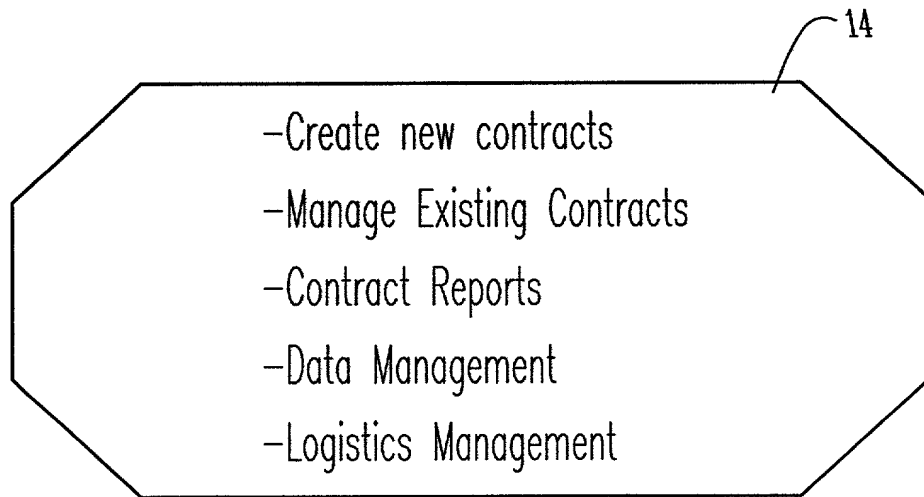 14
-Create new contracts
-Manage Existing Contracts
-Contract Reports
-Data Management
-Logistics Management